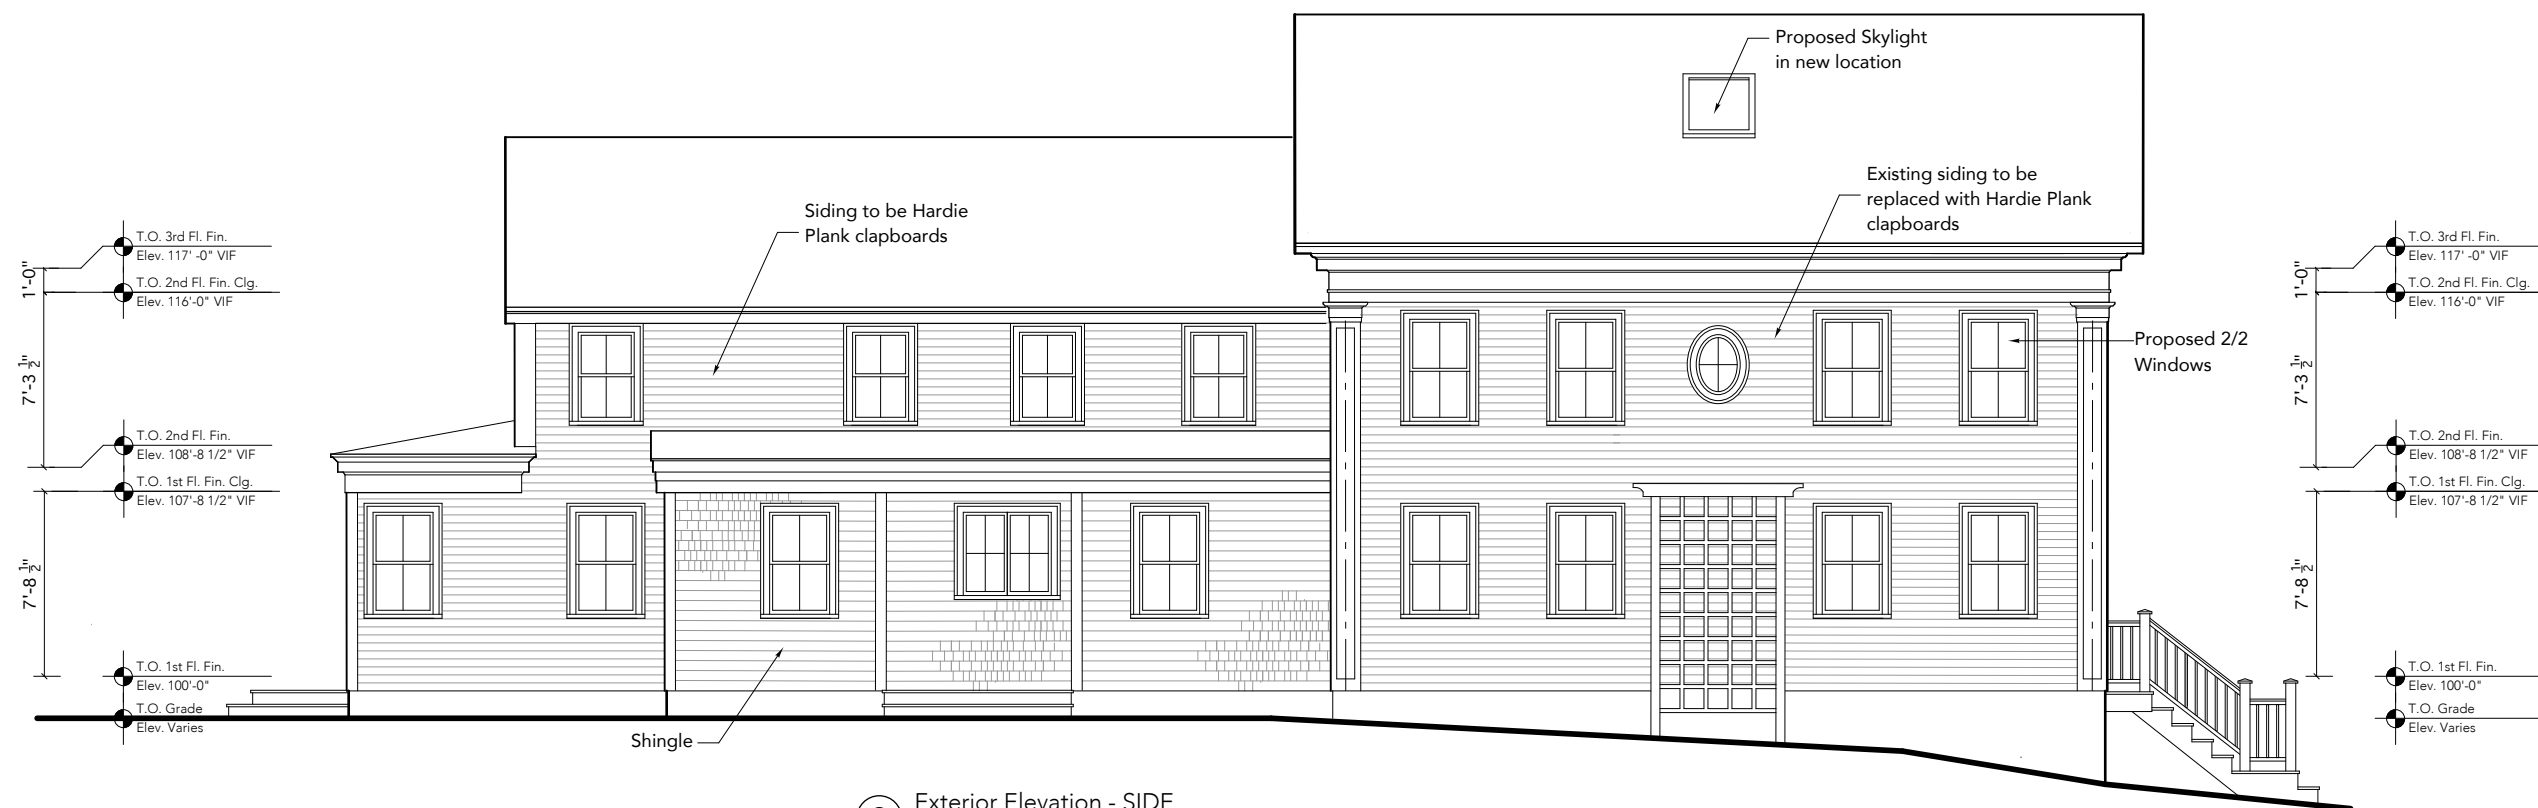 Proposed Skylight
in new location
Existing siding to be
replaced with Hardie Plank
clapboards
Siding to be Hardie
Plank clapboards
Proposed 2/2
Windows
Shingle
T.O. 3rd Fl. Fin.
Elev. 117' -0" VIF
T.O. 2nd Fl. Fin. Clg.
Elev. 116'-0" VIF
T.O. 2nd Fl. Fin.
Elev. 108'-8 1/2" VIF
T.O. 1st Fl. Fin. Clg.
Elev. 107'-8 1/2" VIF
T.O. 1st Fl. Fin.
Elev. 100'-0"
T.O. Grade
Elev. Varies
1'-0"
7'-3 1/2"
7'-8 1/2"
T.O. 3rd Fl. Fin.
Elev. 117' -0" VIF
T.O. 2nd Fl. Fin. Clg.
Elev. 116'-0" VIF
T.O. 2nd Fl. Fin.
Elev. 108'-8 1/2" VIF
T.O. 1st Fl. Fin. Clg.
Elev. 107'-8 1/2" VIF
T.O. 1st Fl. Fin.
Elev. 100'-0"
T.O. Grade
Elev. Varies
1'-0"
7'-3 1/2"
7'-8 1/2"
Exterior Elevation - SIDE